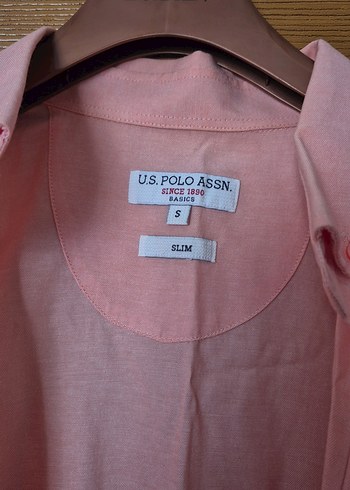 U.S. POLO ASSN.
SINCE 1890
BASICS
S
SLIM